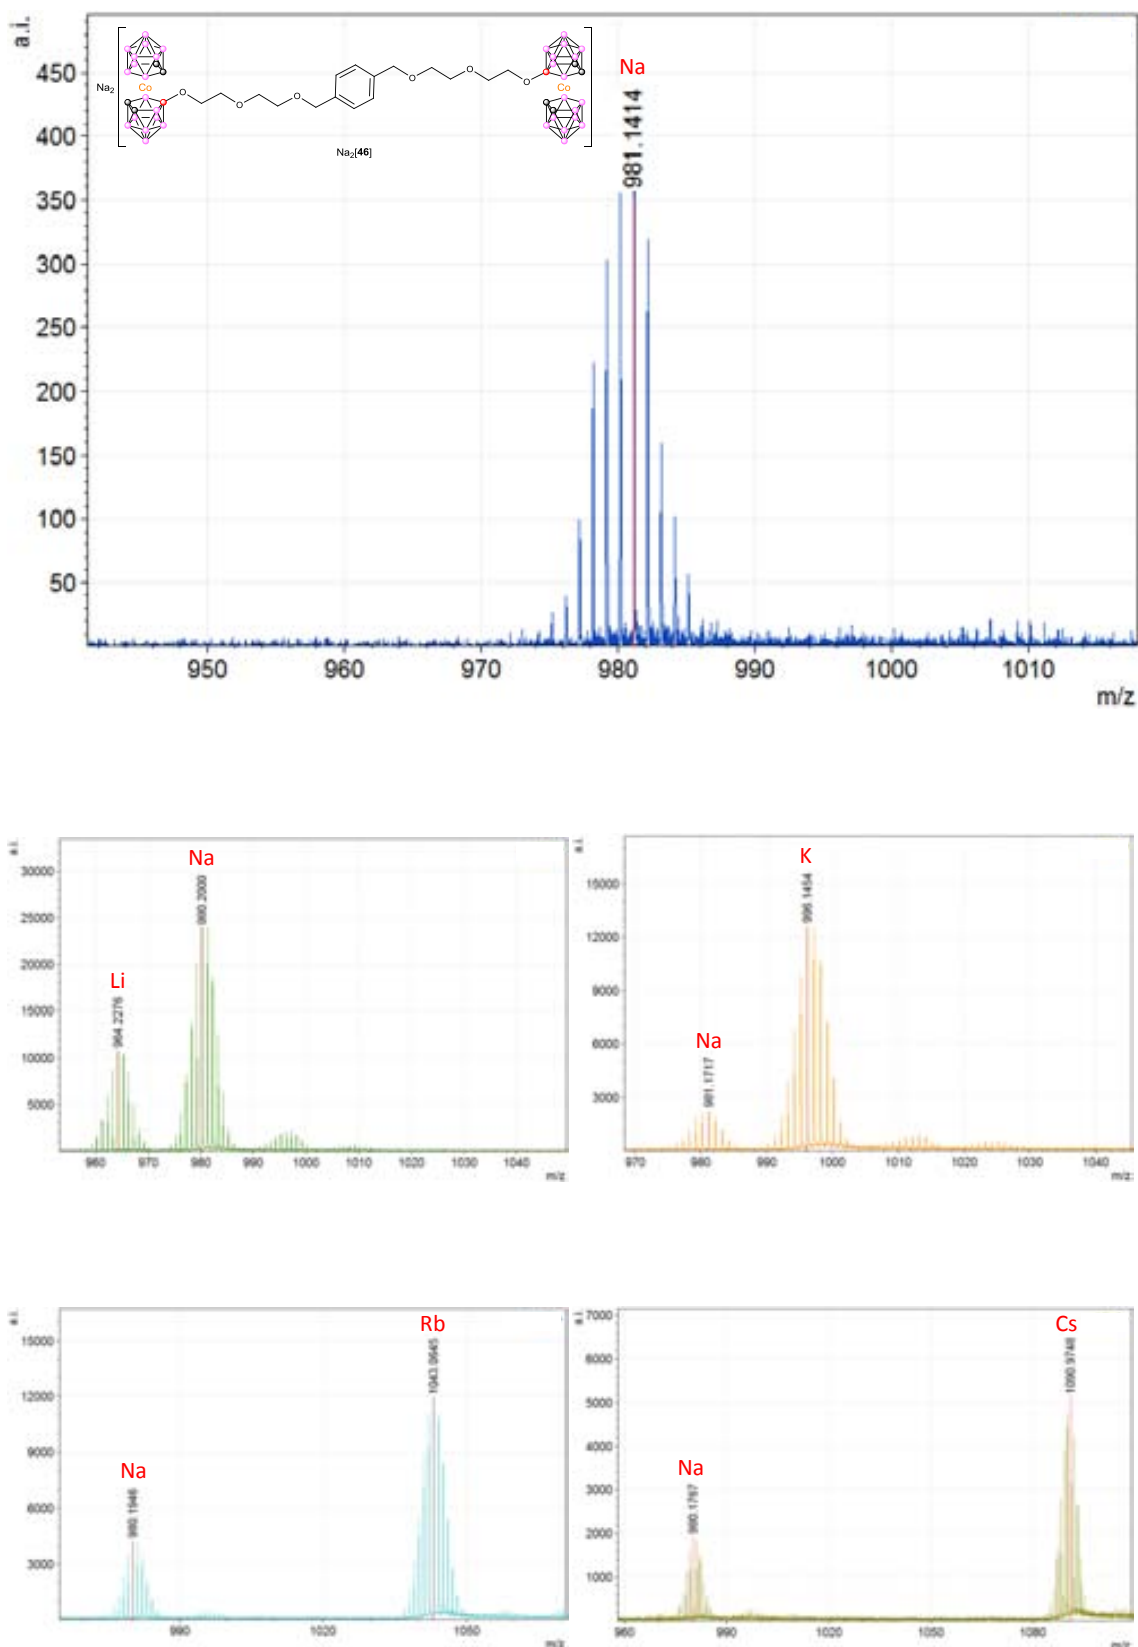 a.i.
Na
981.1414
Na₂
Co
Co
O
O
O
O
O
O
Na₂[46]
450
400
350
300
250
200
150
100
50
950
960
970
980
990
1000
1010
m/z
a.i.
Na
980.2000
Li
964.2276
30000
25000
20000
15000
10000
5000
960
970
980
990
1000
1010
1020
1030
1040
m/z
a.i.
K
996.1454
Na
981.1717
15000
12000
9000
6000
3000
970
980
990
1000
1010
1020
1030
1040
m/z
a.i.
Rb
1043.0645
Na
980.1946
15000
12000
9000
6000
3000
990
1020
1050
m/z
a.i.
Cs
1090.9748
Na
980.1767
7000
6000
5000
4000
3000
2000
1000
960
990
1020
1050
1080
m/z